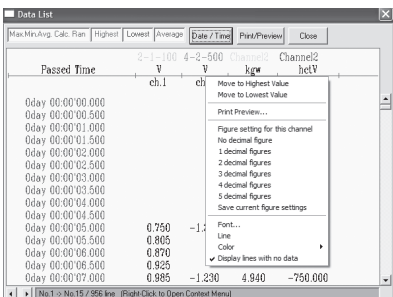 Data List
Max.Min.Avg. Calc. Ran Highest Lowest Average Date / Time Print/Preview Close
2-1-100 4-2-500 Channel2 Channel2
Passed Time V V kgw hctV
ch.1 ch
Move to Highest Value
Move to Lowest Value
Print Preview...
Figure setting for this channel
No decimal figure
1 decimal figures
2 decimal figures
3 decimal figures
4 decimal figures
5 decimal figures
Save current figure settings
Font...
Line
Color
Display lines with no data
0day 00:00'00.000
0day 00:00'00.500
0day 00:00'01.000
0day 00:00'01.500
0day 00:00'02.000
0day 00:00'02.500
0day 00:00'03.000
0day 00:00'03.500
0day 00:00'04.000
0day 00:00'04.500
0day 00:00'05.000 0.750
0day 00:00'05.500 0.805
0day 00:00'06.000 0.870
0day 00:00'06.500 0.925
0day 00:00'07.000 0.985 -1.230 4.940 -750.000
No.1 -> No.15 / 956 line (Right-Click to Open Context Menu)